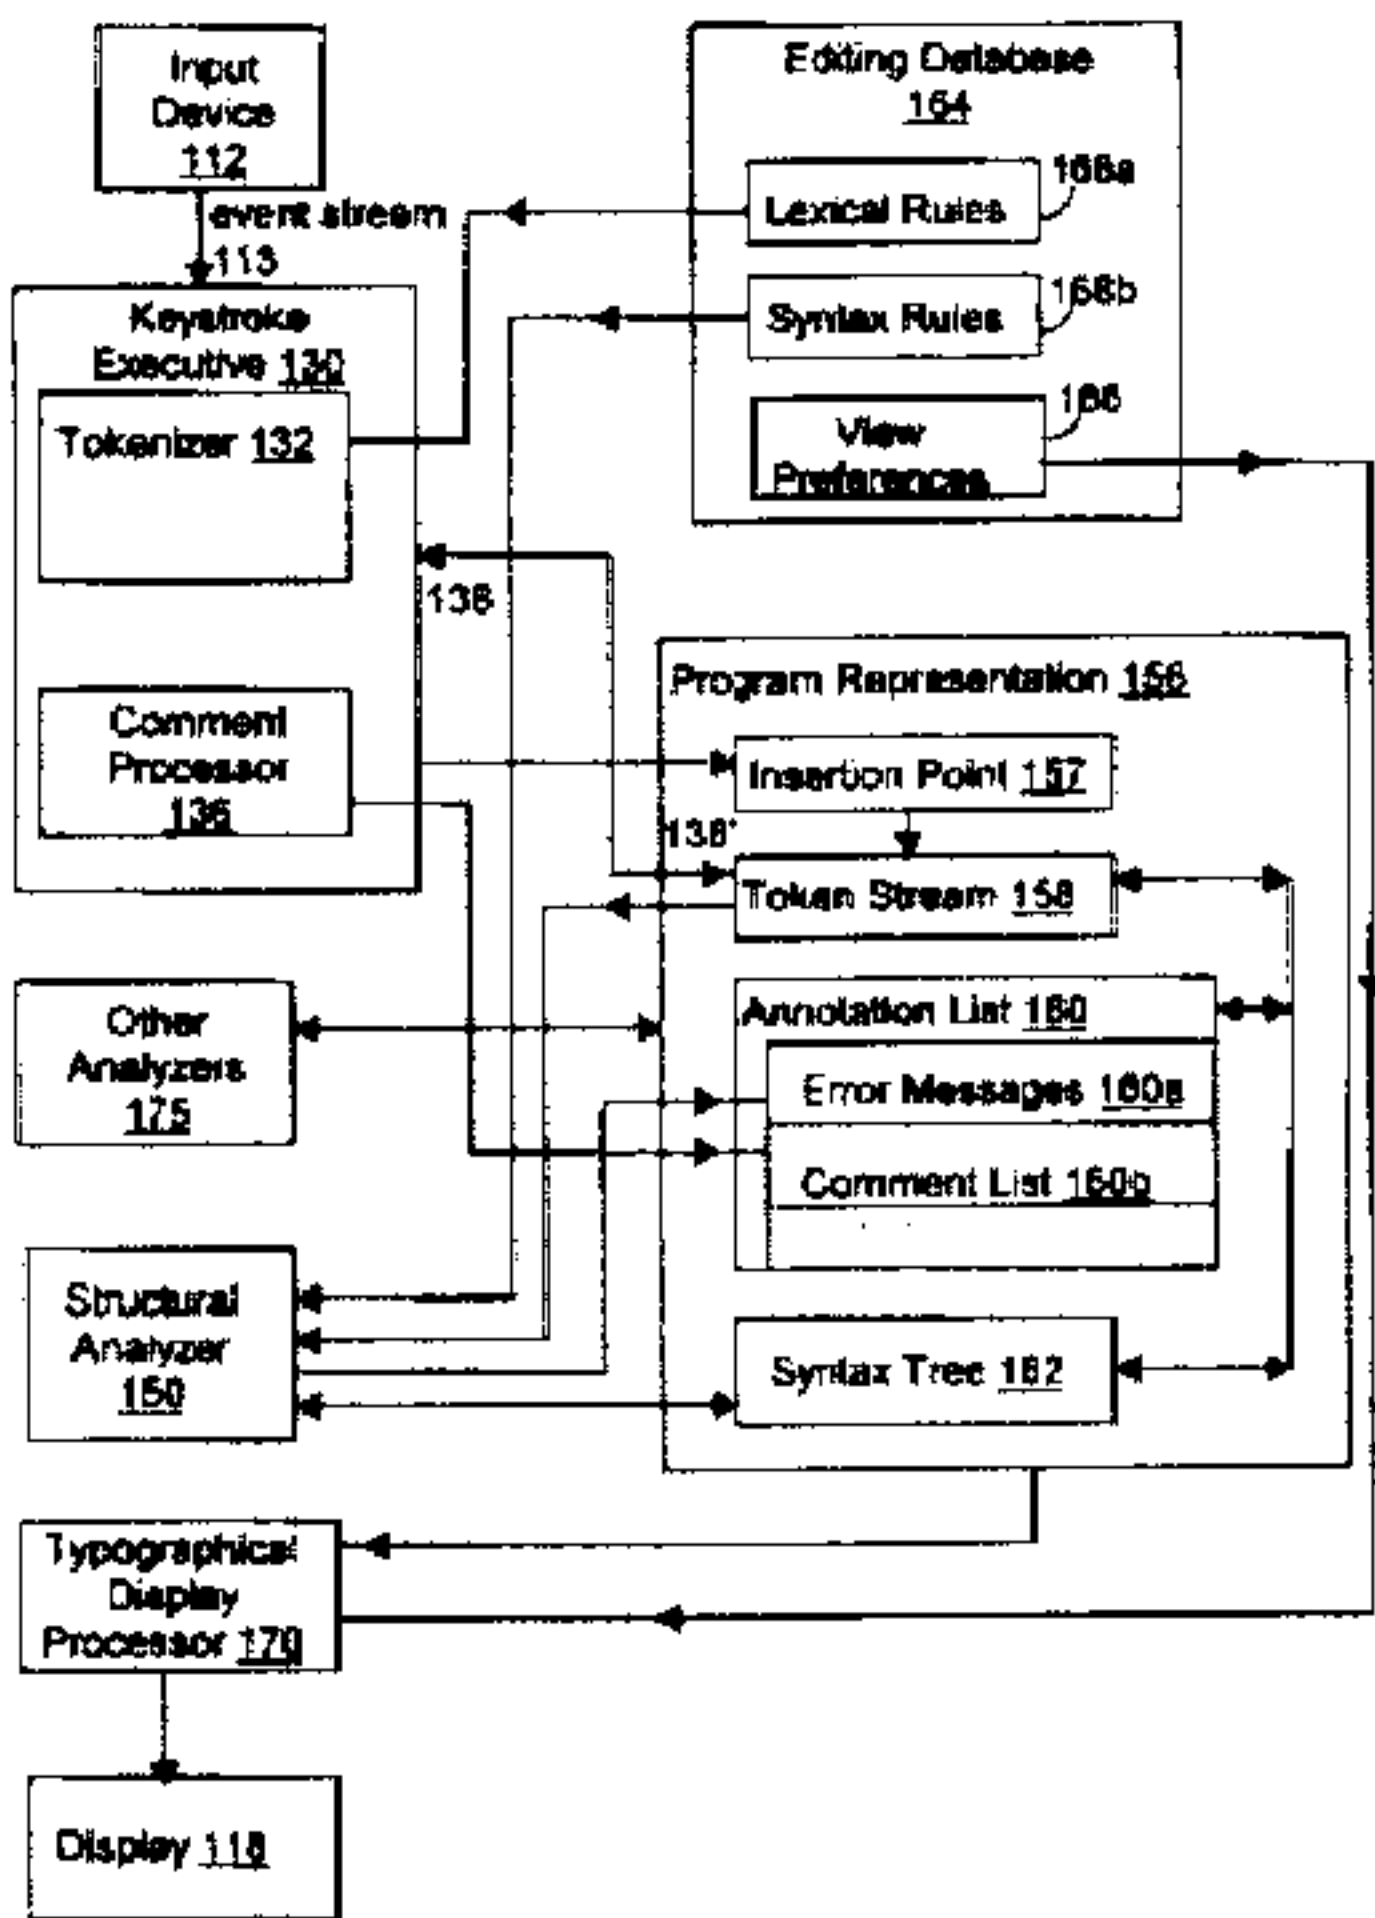 Input
Device
112
event stream
113
Keystroke
Executive 130
Tokenizer 132
Comment
Processor
136
Editing Database
164
Lexical Rules
168a
Syntax Rules
168b
View
Preferences
166
138
Program Representation 156
Insertion Point 157
138'
Token Stream 158
Annotation List 160
Error Messages 160a
Comment List 160b
Syntax Tree 162
Other
Analyzers
175
Structural
Analyzer
150
Typographical
Display
Processor 170
Display 118